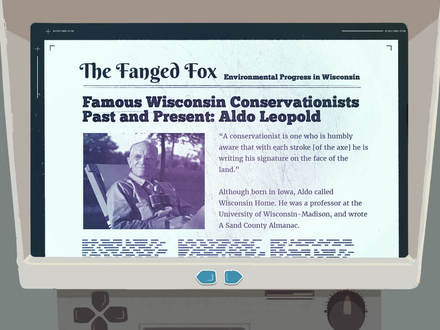 The Fanged Fox Environmental Progress in Wisconsin
Famous Wisconsin Conservationists
Past and Present: Aldo Leopold
“A conservationist is one who is humbly
aware that with each stroke [of the axe] he is
writing his signature on the face of the
land.”
Although born in Iowa, Aldo called
Wisconsin Home. He was a professor at the
University of Wisconsin-Madison, and wrote
A Sand County Almanac.